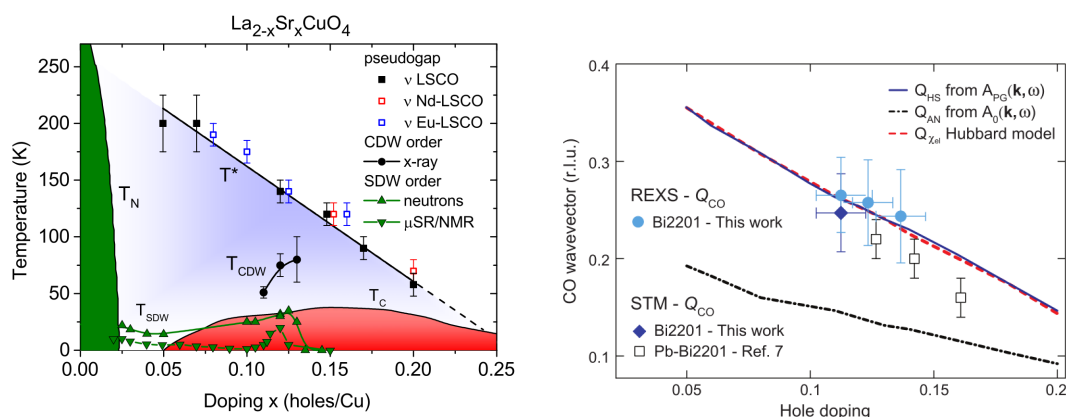 La2-xSrxCuO4
250
200
150
100
50
0
0.00 0.05 0.10 0.15 0.20 0.25
Temperature (K)
Doping x (holes/Cu)
pseudogap
ν LSCO
ν Nd-LSCO
ν Eu-LSCO
CDW order
x-ray
SDW order
neutrons
μSR/NMR
TN
T*
TCDW
TSDW
TC
0.4
0.3
0.2
0.1
0.05 0.1 0.15 0.2
CO wavevector (r.l.u.)
Hole doping
QHS from APG(k,ω)
QAN from A0(k,ω)
Qχel Hubbard model
REXS - QCO
Bi2201 - This work
STM - QCO
Bi2201 - This work
Pb-Bi2201 - Ref. 7